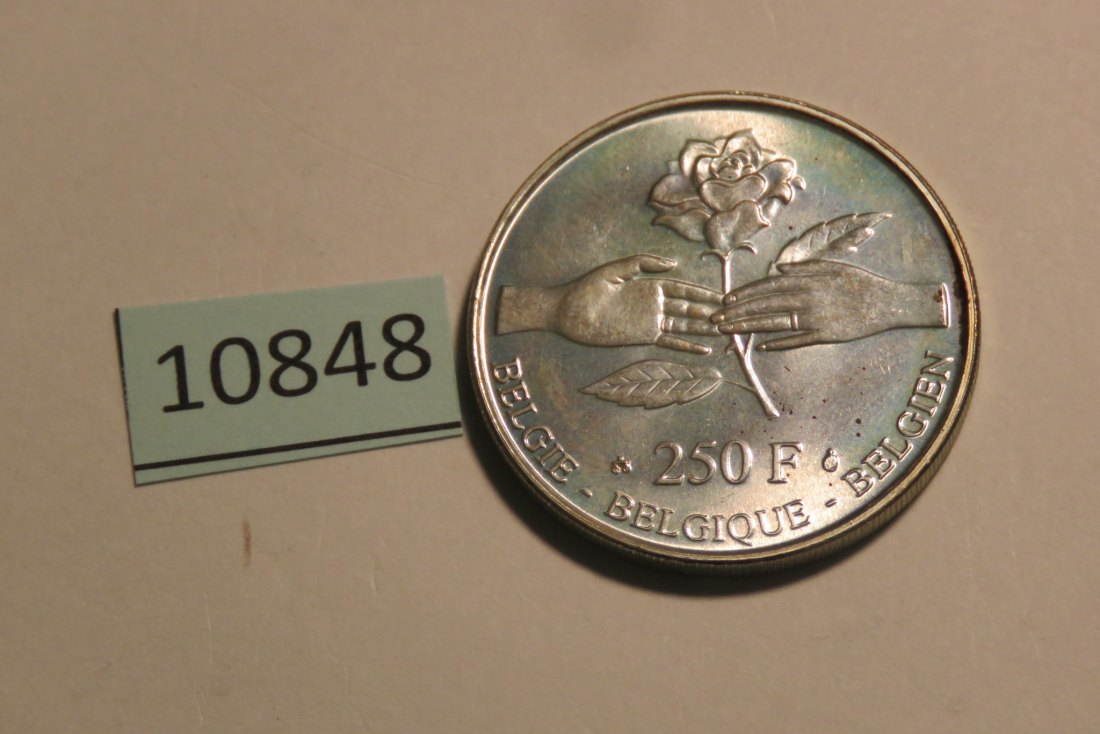 10848
250 F
BELGIE - BELGIQUE - BELGIEN